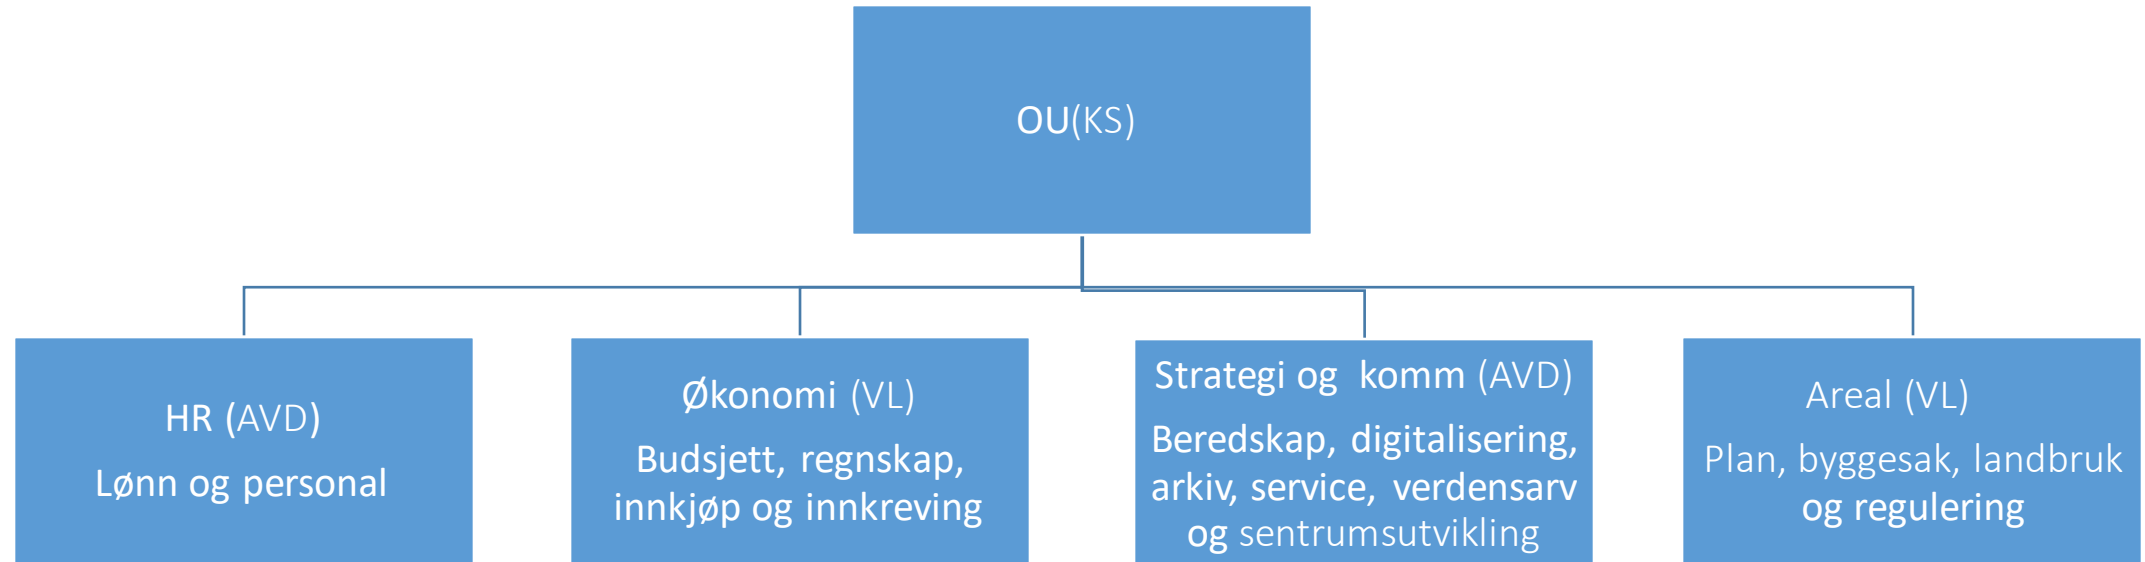 OU(KS)
HR (AVD)
Lønn og personal
Økonomi (VL)
Budsjett, regnskap,
innkjøp og innkreving
Strategi og komm (AVD)
Beredskap, digitalisering,
arkiv, service, verdensarv
og sentrumsutvikling
Areal (VL)
Plan, byggesak, landbruk
og regulering